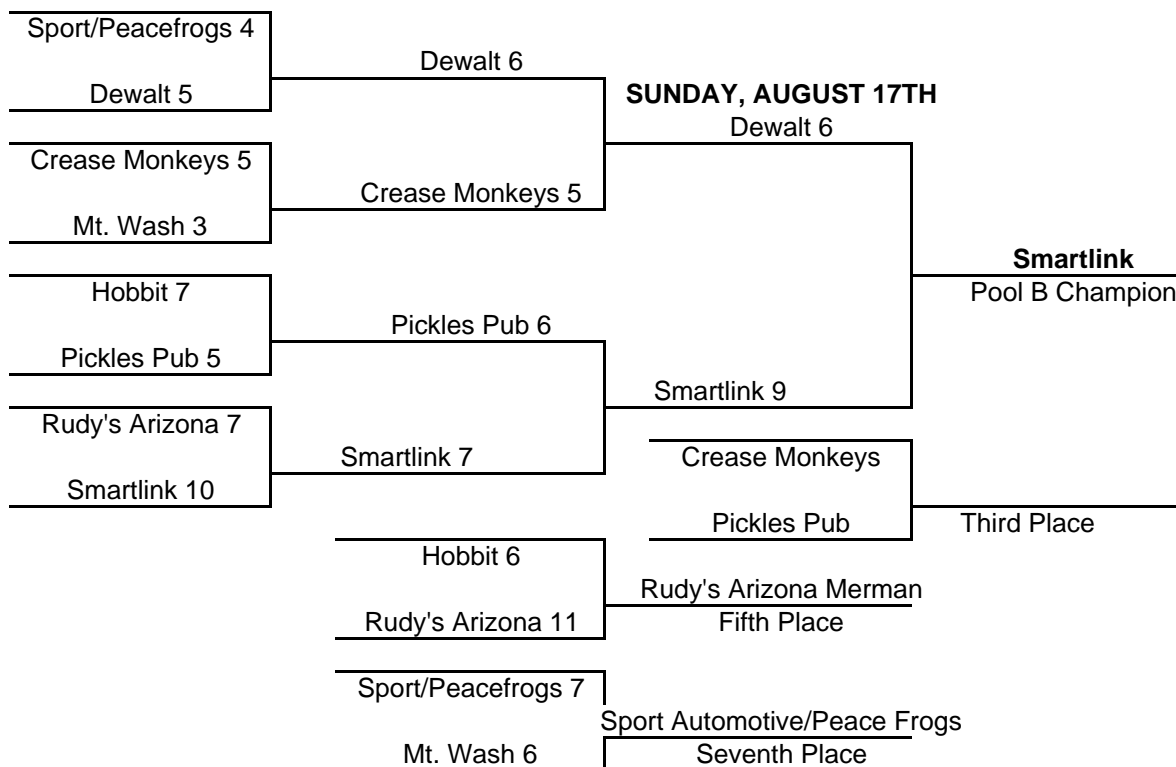 Sport/Peacefrogs 4
Dewalt 6
Dewalt 5
SUNDAY, AUGUST 17TH
Dewalt 6
Crease Monkeys 5
Crease Monkeys 5
Mt. Wash 3
Smartlink
Hobbit 7
Pool B Champion
Pickles Pub 6
Pickles Pub 5
Smartlink 9
Rudy's Arizona 7
Smartlink 7
Crease Monkeys
Smartlink 10
Pickles Pub
Third Place
Hobbit 6
Rudy's Arizona Merman
Rudy's Arizona 11
Fifth Place
Sport/Peacefrogs 7
Sport Automotive/Peace Frogs
Mt. Wash 6
Seventh Place